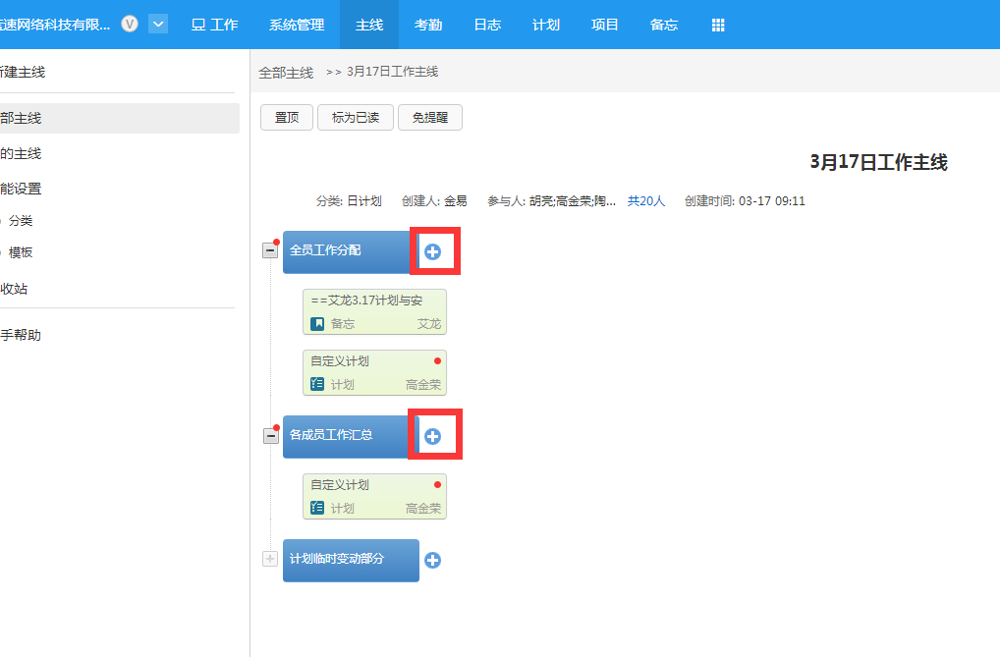 速网络科技有限... V 工作 系统管理 主线 考勤 日志 计划 项目 备忘
建主线
部主线
的主线
能设置
分类
模板
收站
手帮助
全部主线 >> 3月17日工作主线
置顶 标为已读 免提醒
3月17日工作主线
分类: 日计划 创建人: 金易 参与人: 胡亮;高金荣;陶... 共20人 创建时间: 03-17 09:11
全员工作分配
==艾龙3.17计划与安
备忘 艾龙
自定义计划
计划 高金荣
各成员工作汇总
自定义计划
计划 高金荣
计划临时变动部分